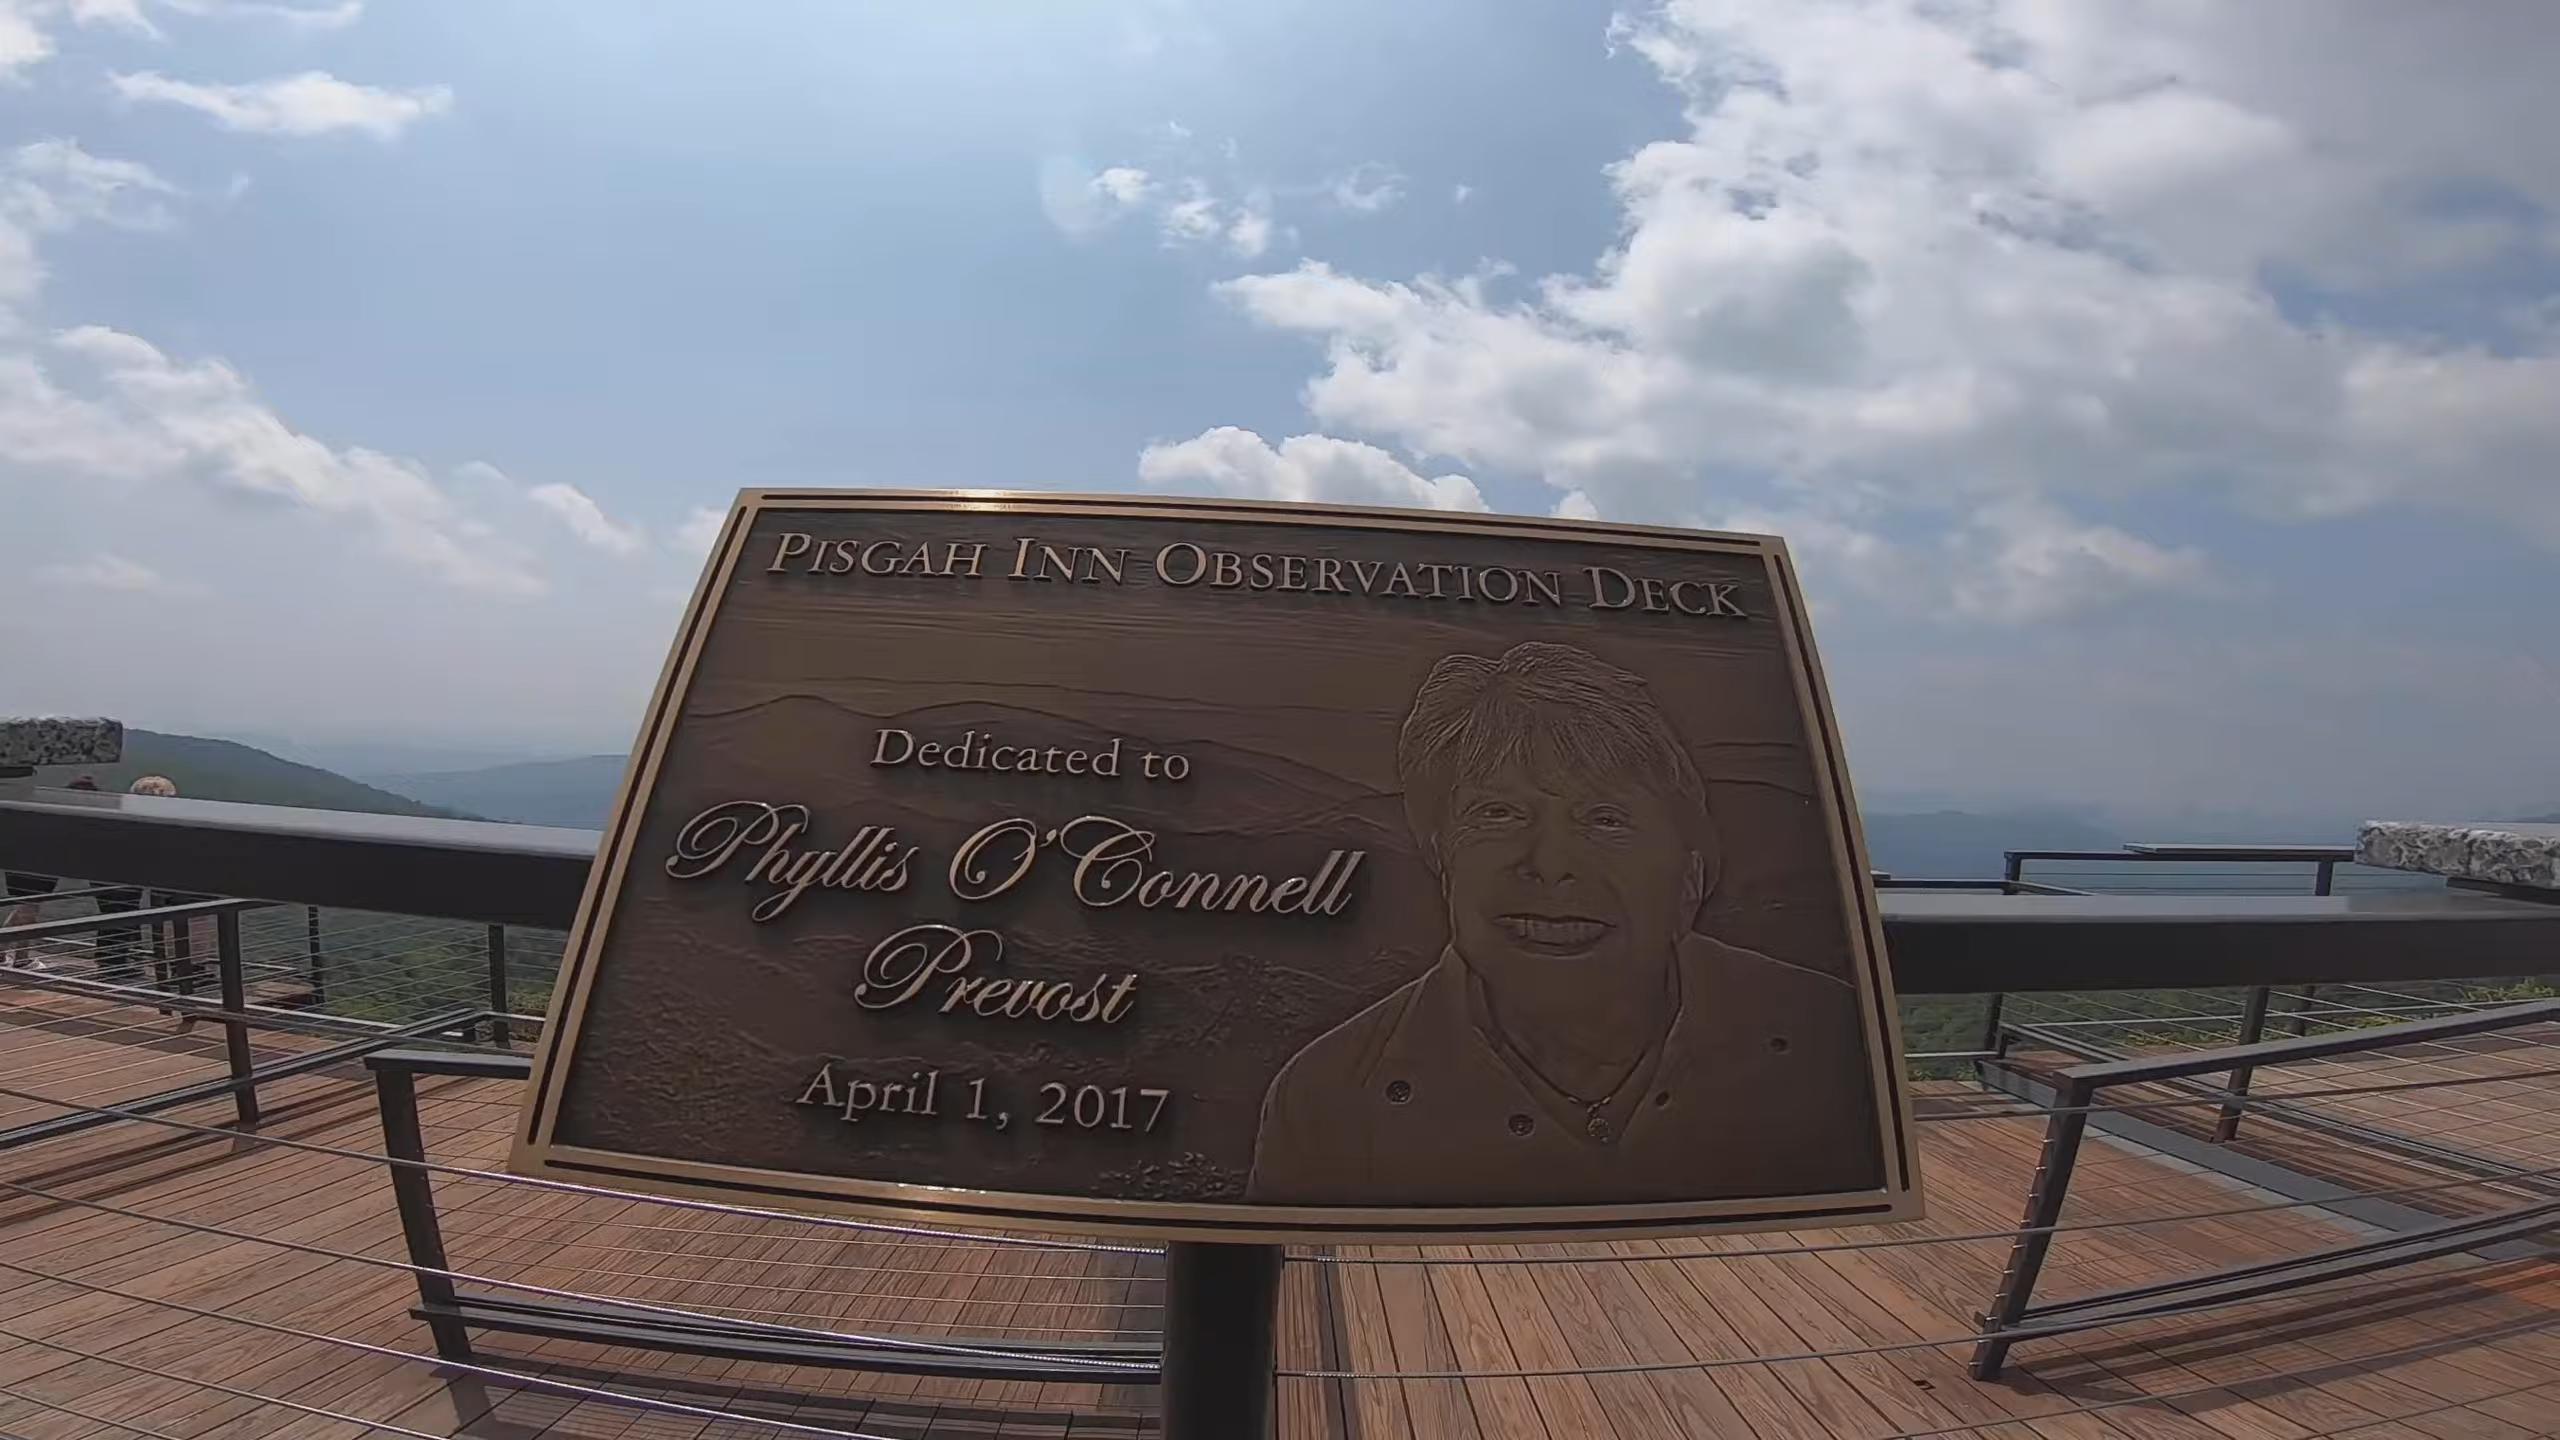 PISGAH INN OBSERVATION DECK
Dedicated to
Phyllis O'Connell
Prevost
April 1, 2017